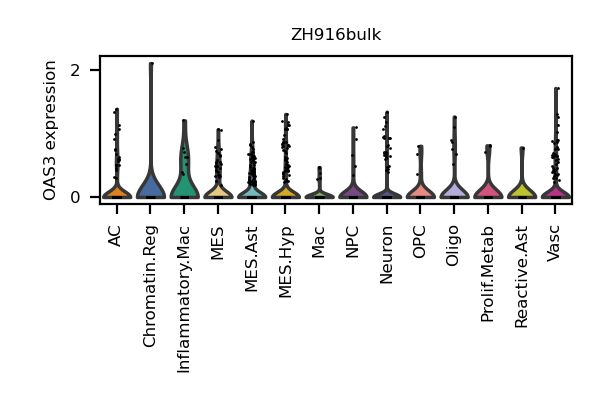 ZH916bulk
OAS3 expression
2
0
AC
Chromatin.Reg
Inflammatory.Mac
MES
MES.Ast
MES.Hyp
Mac
NPC
Neuron
OPC
Oligo
Prolif.Metab
Reactive.Ast
Vasc